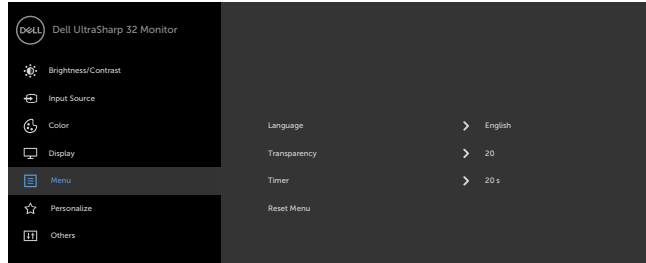 DELL Dell UltraSharp 32 Monitor
Brightness/Contrast
Input Source
Color
Language English
Display
Transparency 20
Menu
Timer 20 s
Personalize
Reset Menu
Others